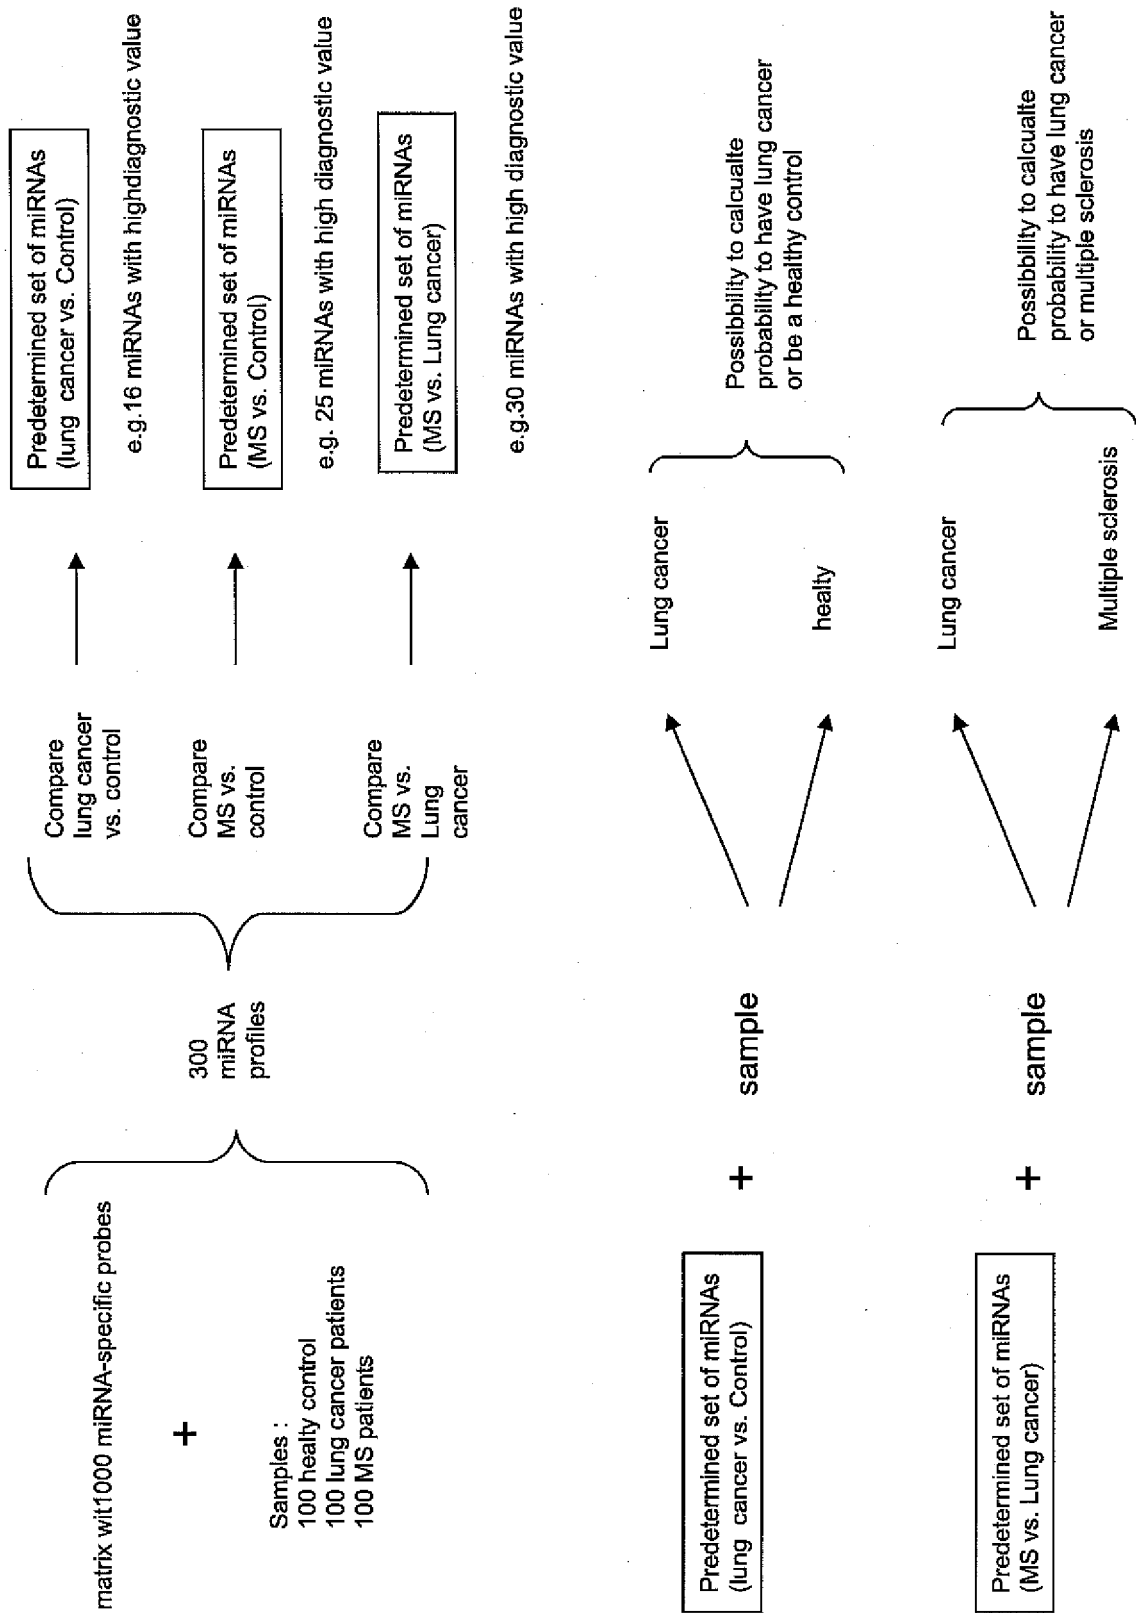 matrix wit1000 miRNA-specific probes
+
Samples :
100 healty control
100 lung cancer patients
100 MS patients
300
miRNA
profiles
Compare
lung cancer
vs. control
Compare
MS vs.
control
Compare
MS vs.
Lung
cancer
Predetermined set of miRNAs
(lung cancer vs. Control)
e.g.16 miRNAs with highdiagnostic value
Predetermined set of miRNAs
(MS vs. Control)
e.g. 25 miRNAs with high diagnostic value
Predetermined set of miRNAs
(MS vs. Lung cancer)
e.g.30 miRNAs with high diagnostic value
Predetermined set of miRNAs
(lung cancer vs. Control)
+
sample
Lung cancer
healty
Possibbility to calcualte
probability to have lung cancer
or be a healthy control
Predetermined set of miRNAs
(MS vs. Lung cancer)
+
sample
Lung cancer
Multiple sclerosis
Possibbility to calcualte
probability to have lung cancer
or multiple sclerosis